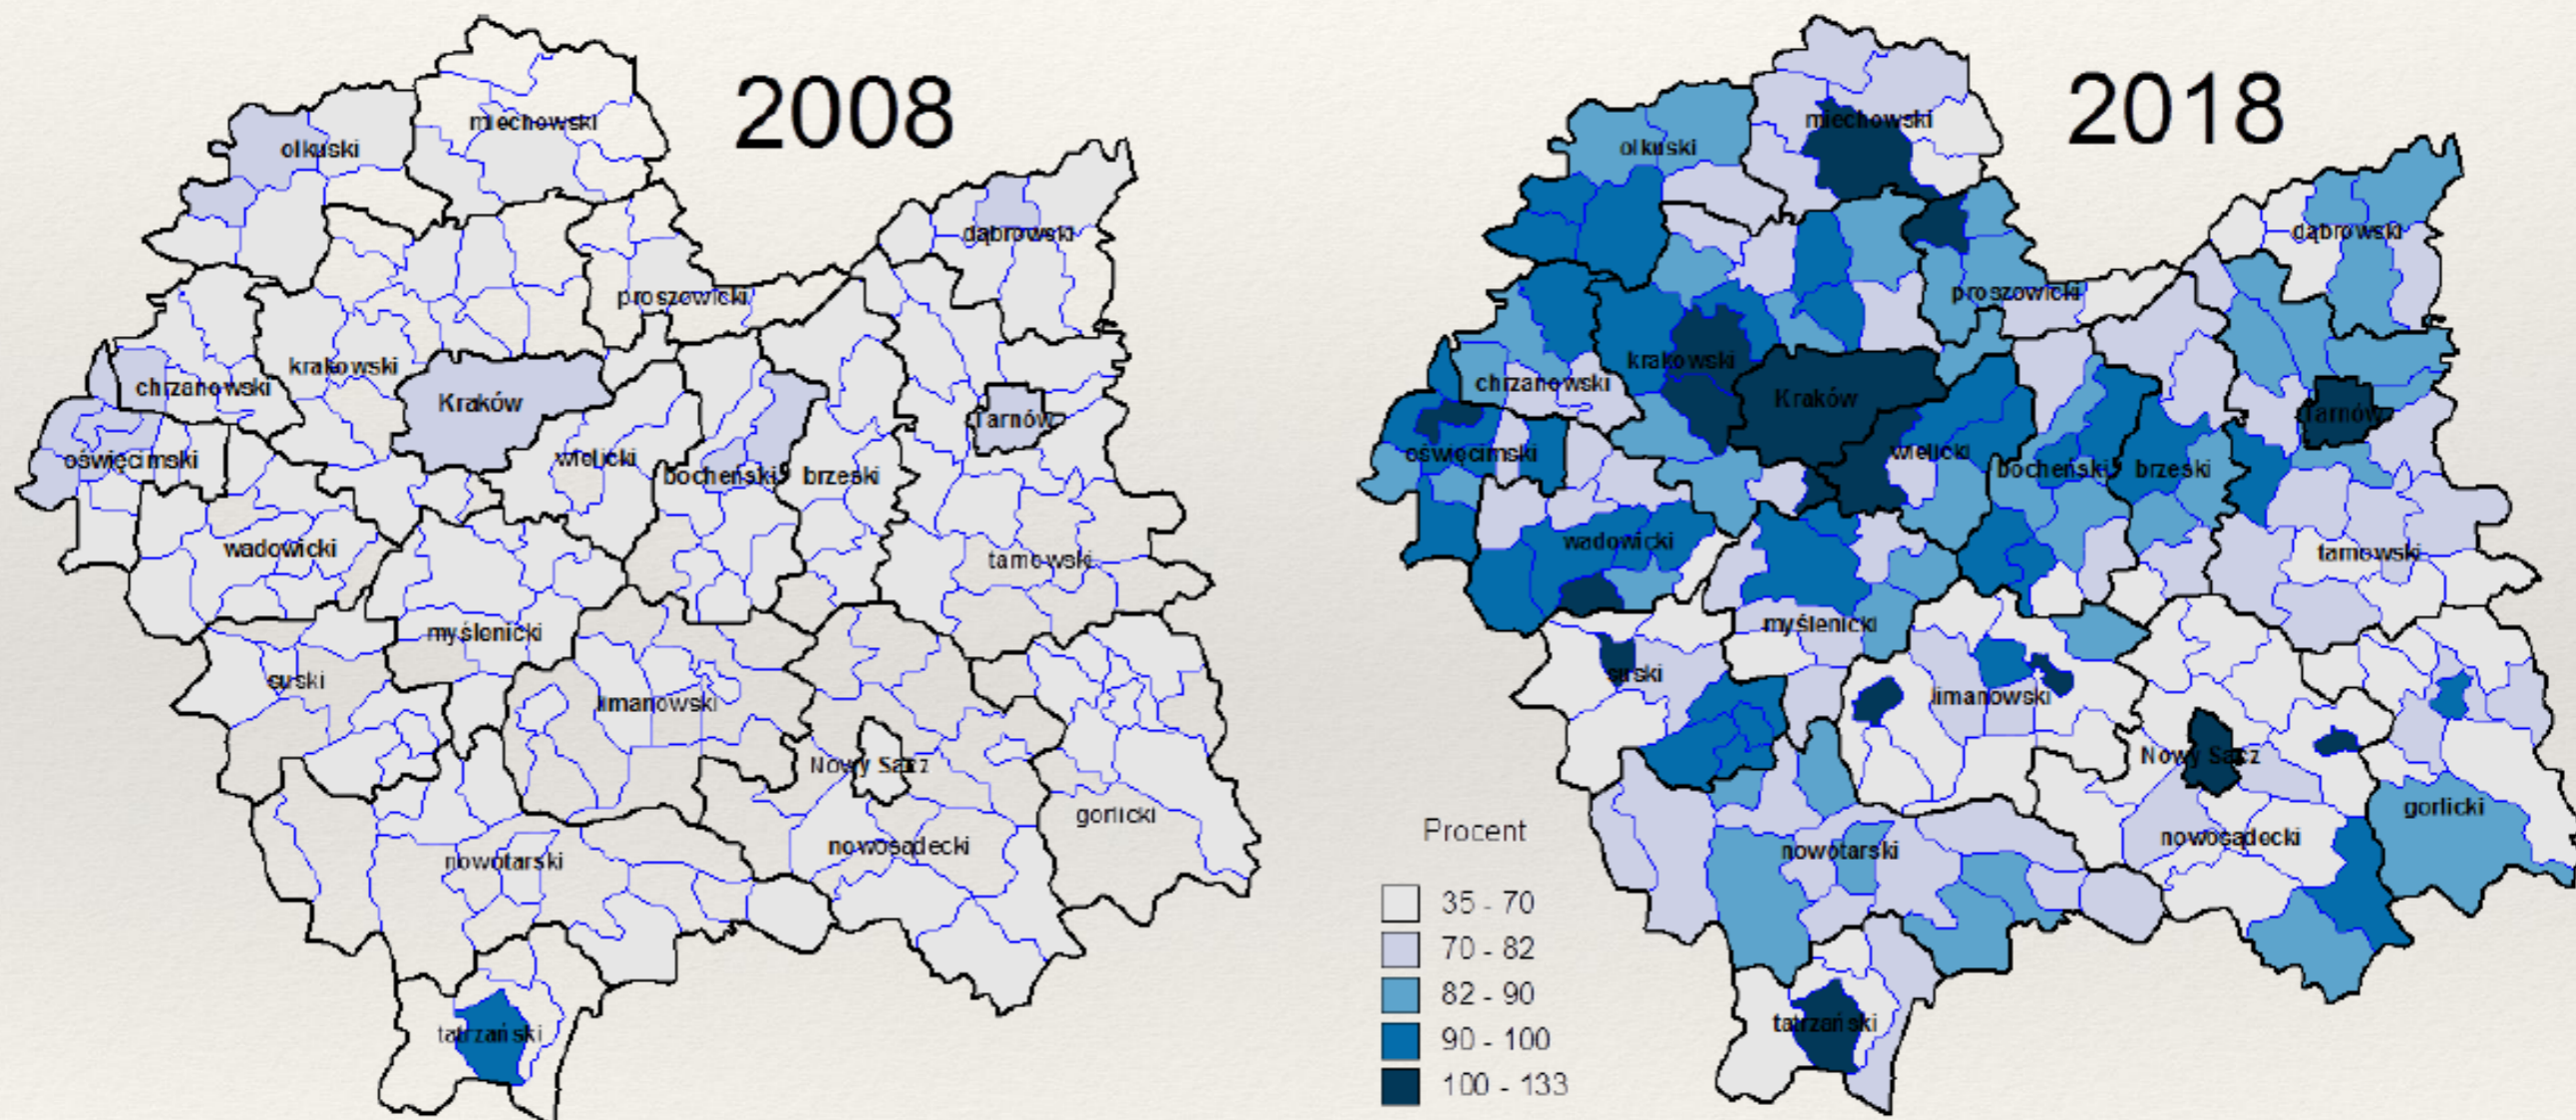 2008
miechowski
olkuski
dąbrowski
proszowicki
krakowski
chrzanowski
Kraków
Tarnów
oświęcimski
wielicki
bocheński
brzeski
wadowicki
tarnowski
myślenicki
suski
limanowski
Nowy Sącz
gorlicki
nowosądecki
nowotarski
tatrzański
2018
miechowski
olkuski
dąbrowski
proszowicki
krakowski
chrzanowski
Kraków
Tarnów
oświęcimski
wielicki
bocheński
brzeski
wadowicki
tarnowski
myślenicki
suski
limanowski
Nowy Sącz
gorlicki
nowosądecki
nowotarski
tatrzański
Procent
35 - 70
70 - 82
82 - 90
90 - 100
100 - 133